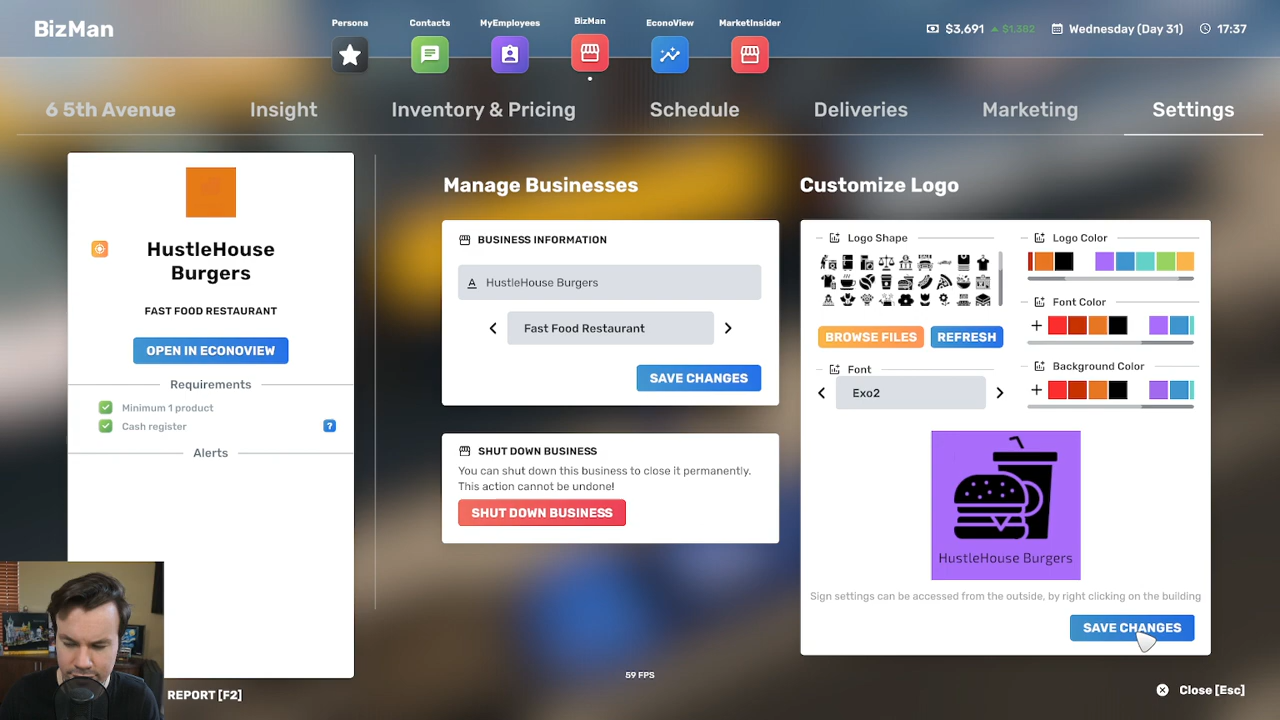 BizMan
Persona
Contacts
MyEmployees
BizMan
EconoView
MarketInsider
$3,691
$1,382
Wednesday (Day 31)
17:37
6 5th Avenue
Insight
Inventory & Pricing
Schedule
Deliveries
Marketing
Settings
HustleHouse
Burgers
FAST FOOD RESTAURANT
OPEN IN ECONOVIEW
Requirements
Minimum 1 product
Cash register
?
Alerts
Manage Businesses
BUSINESS INFORMATION
HustleHouse Burgers
Fast Food Restaurant
SAVE CHANGES
SHUT DOWN BUSINESS
You can shut down this business to close it permanently.
This action cannot be undone!
SHUT DOWN BUSINESS
Customize Logo
Logo Shape
BROWSE FILES
REFRESH
Font
Exo2
Logo Color
Font Color
Background Color
HustleHouse Burgers
Sign settings can be accessed from the outside, by right clicking on the building
SAVE CHANGES
59 FPS
REPORT [F2]
Close [Esc]